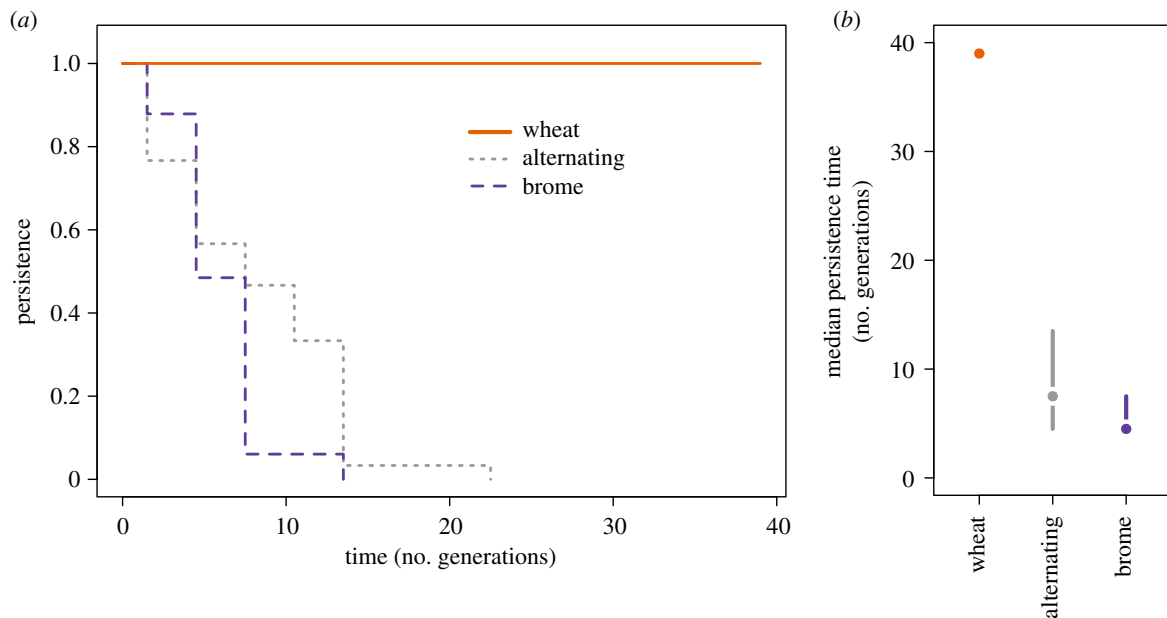 (a)
persistence
1.0
0.8
0.6
0.4
0.2
0
wheat
alternating
brome
0
10
20
30
40
time (no. generations)
(b)
median persistence time
(no. generations)
40
30
20
10
0
wheat
alternating
brome